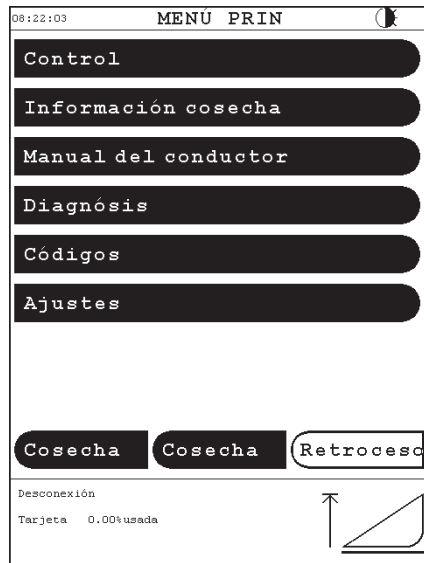 08:22:03 MENÚ PRIN
Control
Información cosecha
Manual del conductor
Diagnósis
Códigos
Ajustes
Cosecha Cosecha Retroceso
Desconexión
Tarjeta 0.00%usada